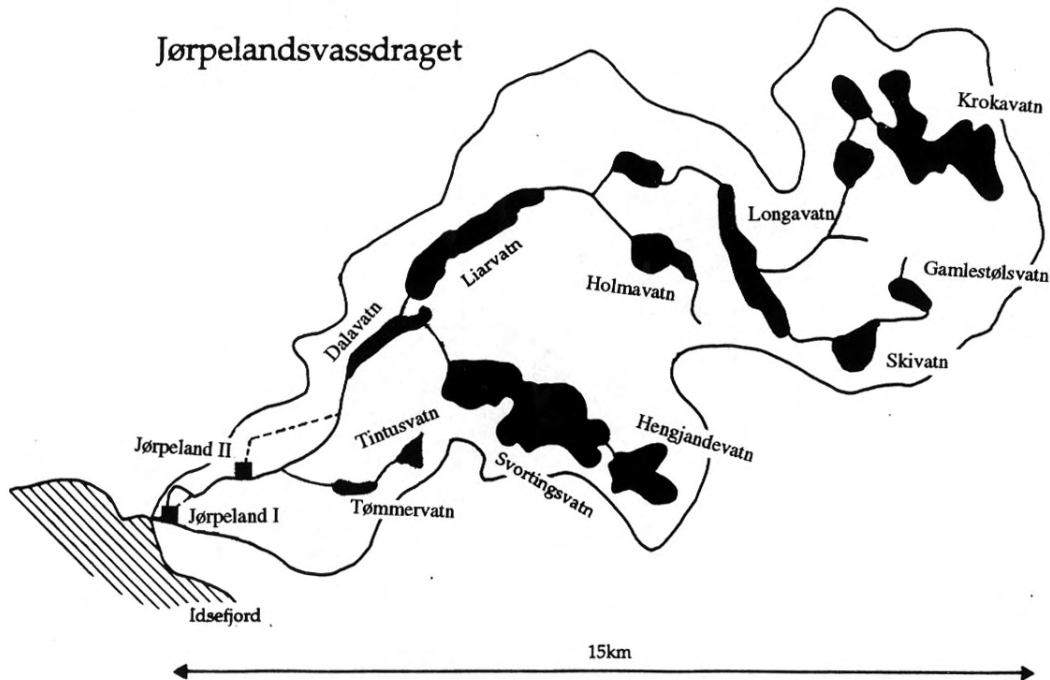 Jørpelandsvassdraget
Krokavatn
Longavatn
Gamlestølsvatn
Liarvatn
Holmavatn
Dalavatn
Skivatn
Tintusvatn
Hengjandevatn
Jørpeland II
Svortingsvatn
Tømmervatn
Jørpeland I
Idsefjord
15km